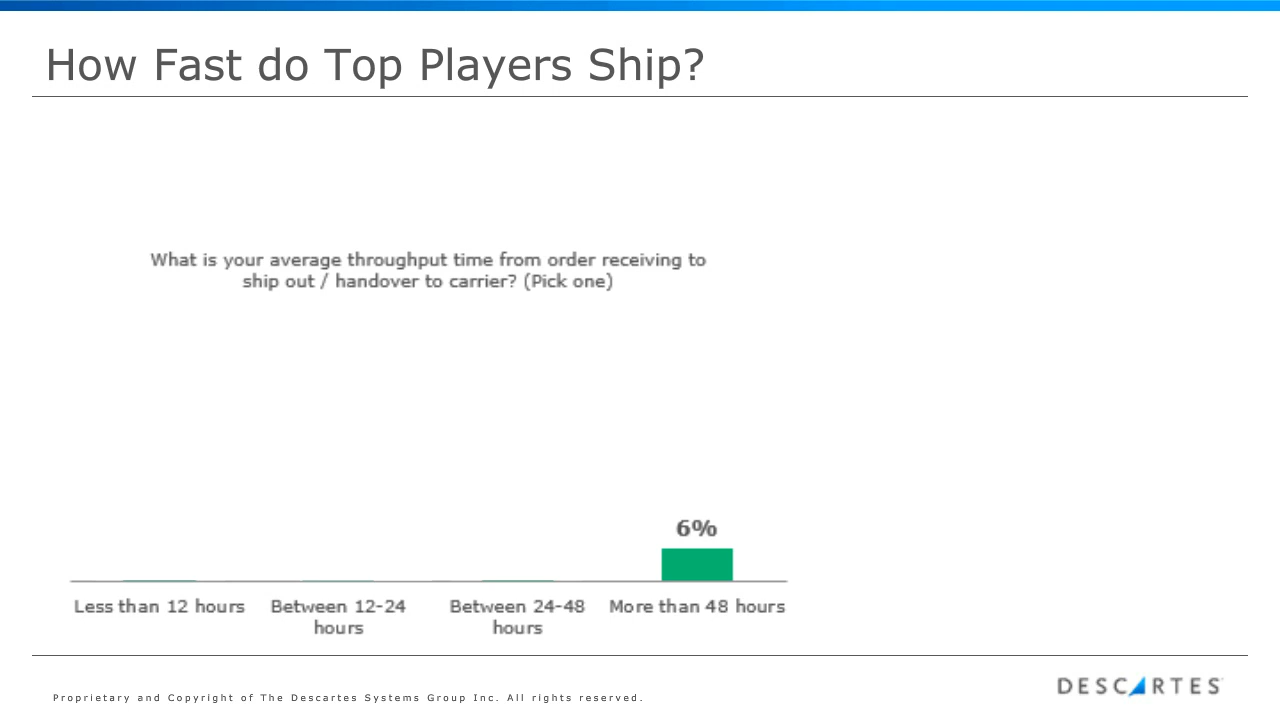 How Fast do Top Players Ship?
What is your average throughput time from order receiving to
ship out / handover to carrier? (Pick one)
6%
Less than 12 hours
Between 12-24
hours
Between 24-48
hours
More than 48 hours
Proprietary and Copyright of The Descartes Systems Group Inc. All rights reserved.
DESCARTES